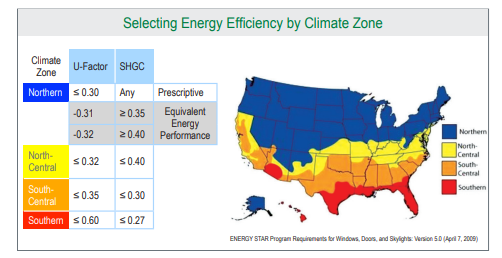 Selecting Energy Efficiency by Climate Zone
Climate
Zone
U-Factor
SHGC
Northern
≤ 0.30
Any
Prescriptive
-0.31
≥ 0.35
Equivalent
Energy
Performance
-0.32
≥ 0.40
North-
Central
≤ 0.32
≤ 0.40
South-
Central
≤ 0.35
≤ 0.30
Southern
≤ 0.60
≤ 0.27
Northern
North-
Central
South-
Central
Southern
ENERGY STAR Program Requirements for Windows, Doors, and Skylights: Version 5.0 (April 7, 2009)